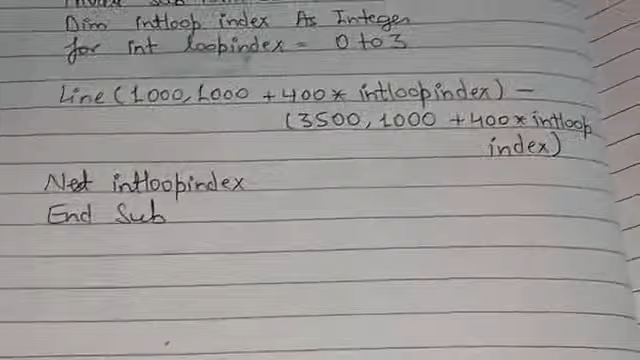 Dim intloop index As Integer
for int loopindex = 0 to 3
Line (1000, 1000 + 400 * intloopindex) -
(3500, 1000 + 400 * intloop
index)
Next intloopindex
End Sub